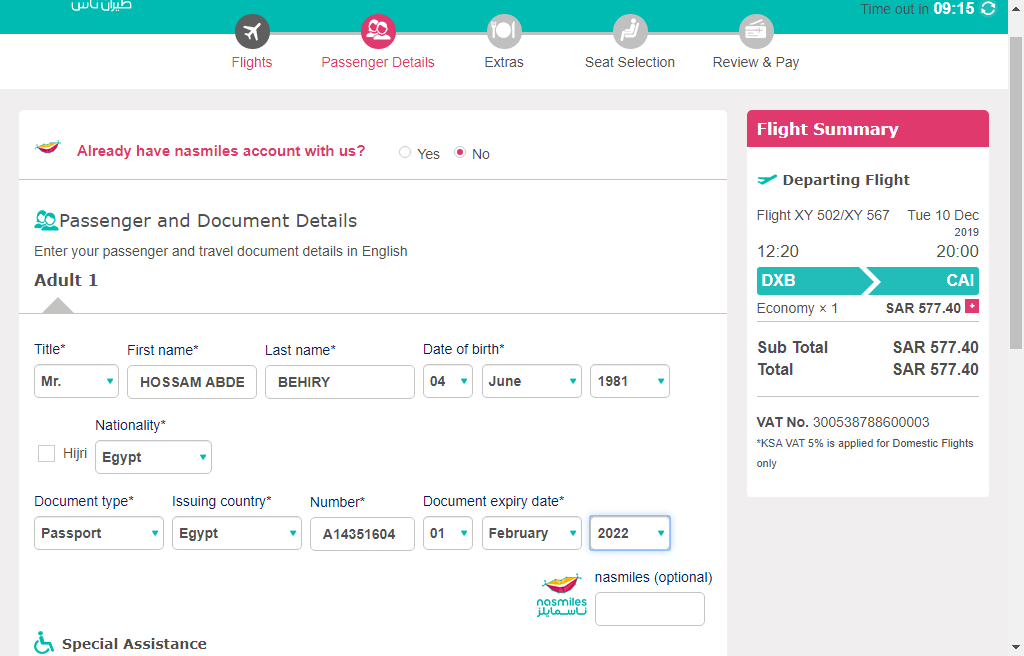 طيران ناس
Time out in 09:15
Flights
Passenger Details
Extras
Seat Selection
Review & Pay
Already have nasmiles account with us?
Yes
No
Passenger and Document Details
Enter your passenger and travel document details in English
Adult 1
Title*
First name*
Last name*
Date of birth*
Mr.
HOSSAM ABDE
BEHIRY
04
June
1981
Nationality*
Hijri
Egypt
Document type*
Issuing country*
Number*
Document expiry date*
Passport
Egypt
A14351604
01
February
2022
nasmiles (optional)
nasmiles
ناسمايلز
Special Assistance
Flight Summary
Departing Flight
Flight XY 502/XY 567
Tue 10 Dec
2019
12:20
20:00
DXB
CAI
Economy × 1
SAR 577.40 +
Sub Total
SAR 577.40
Total
SAR 577.40
VAT No. 300538788600003
*KSA VAT 5% is applied for Domestic Flights
only